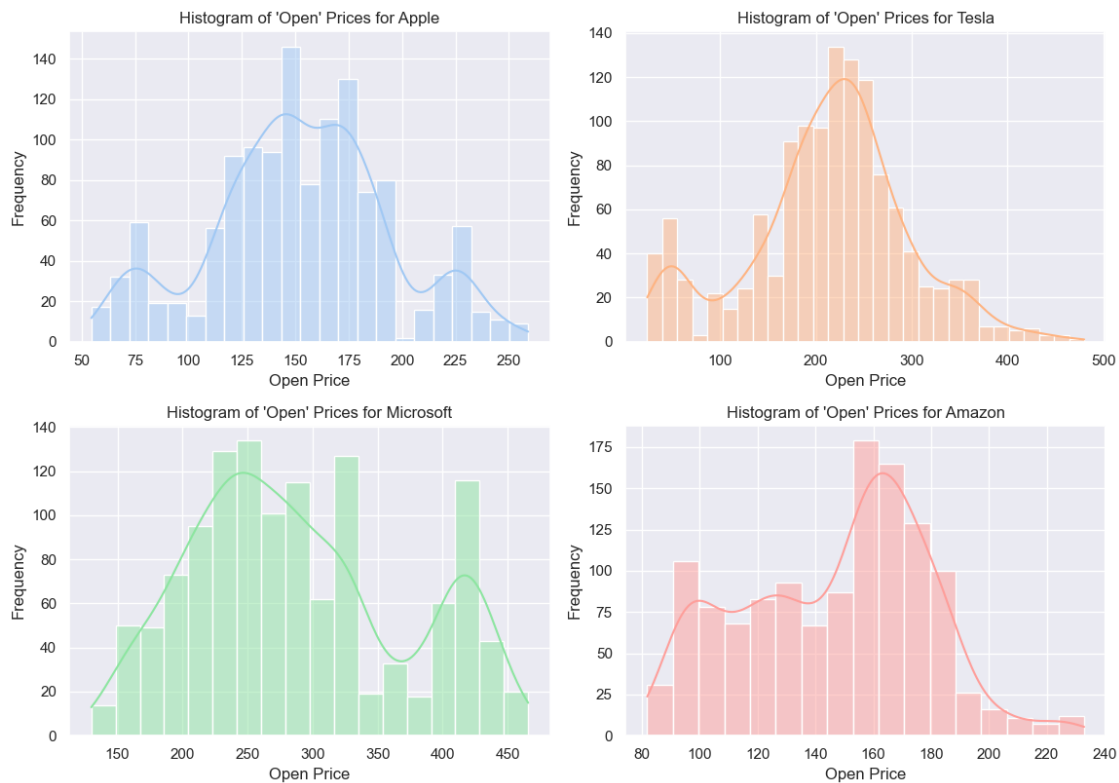 Histogram of 'Open' Prices for Apple
140
120
100
80
60
40
20
0
Frequency
50 75 100 125 150 175 200 225 250
Open Price
Histogram of 'Open' Prices for Tesla
140
120
100
80
60
40
20
0
Frequency
100 200 300 400 500
Open Price
Histogram of 'Open' Prices for Microsoft
140
120
100
80
60
40
20
0
Frequency
150 200 250 300 350 400 450
Open Price
Histogram of 'Open' Prices for Amazon
175
150
125
100
75
50
25
0
Frequency
80 100 120 140 160 180 200 220 240
Open Price